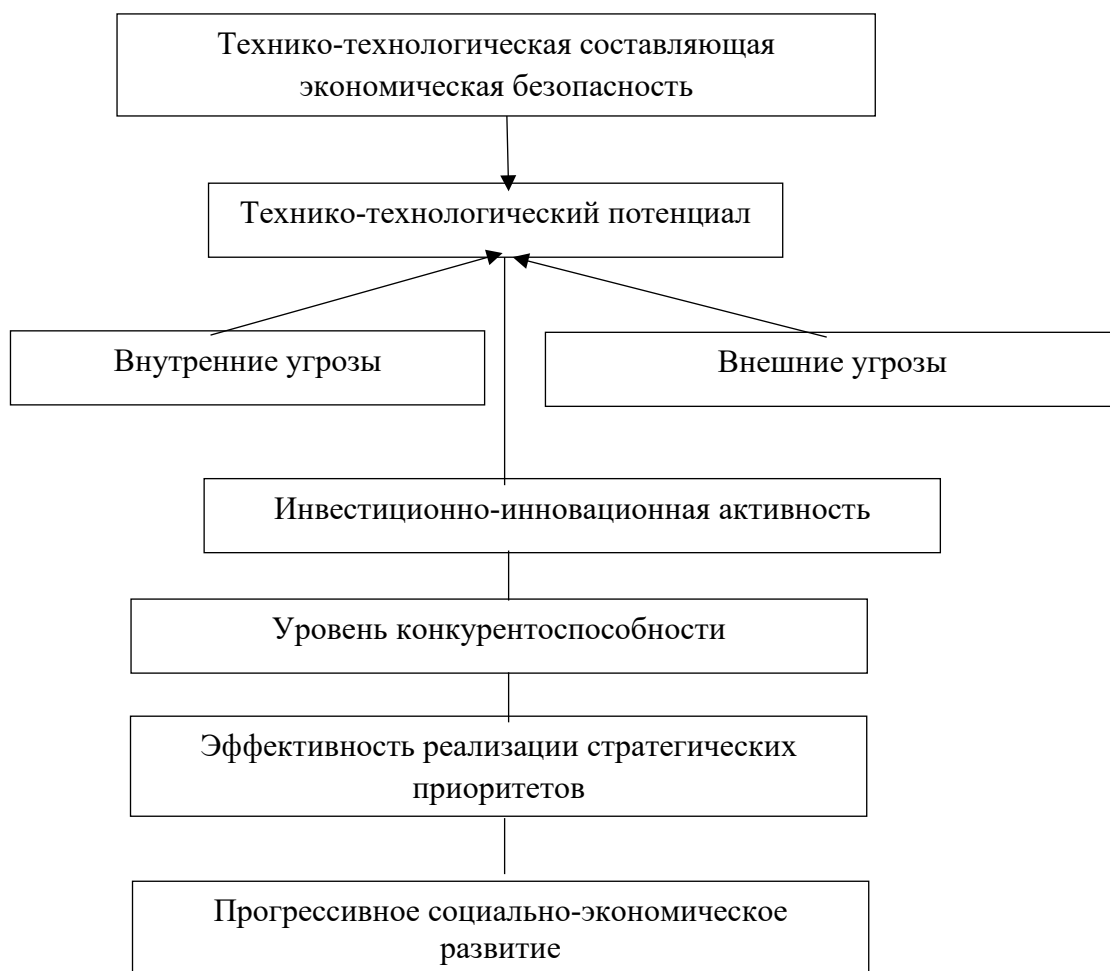 Технико-технологическая составляющая
экономическая безопасность
Технико-технологический потенциал
Внутренние угрозы
Внешние угрозы
Инвестиционно-инновационная активность
Уровень конкурентоспособности
Эффективность реализации стратегических
приоритетов
Прогрессивное социально-экономическое
развитие